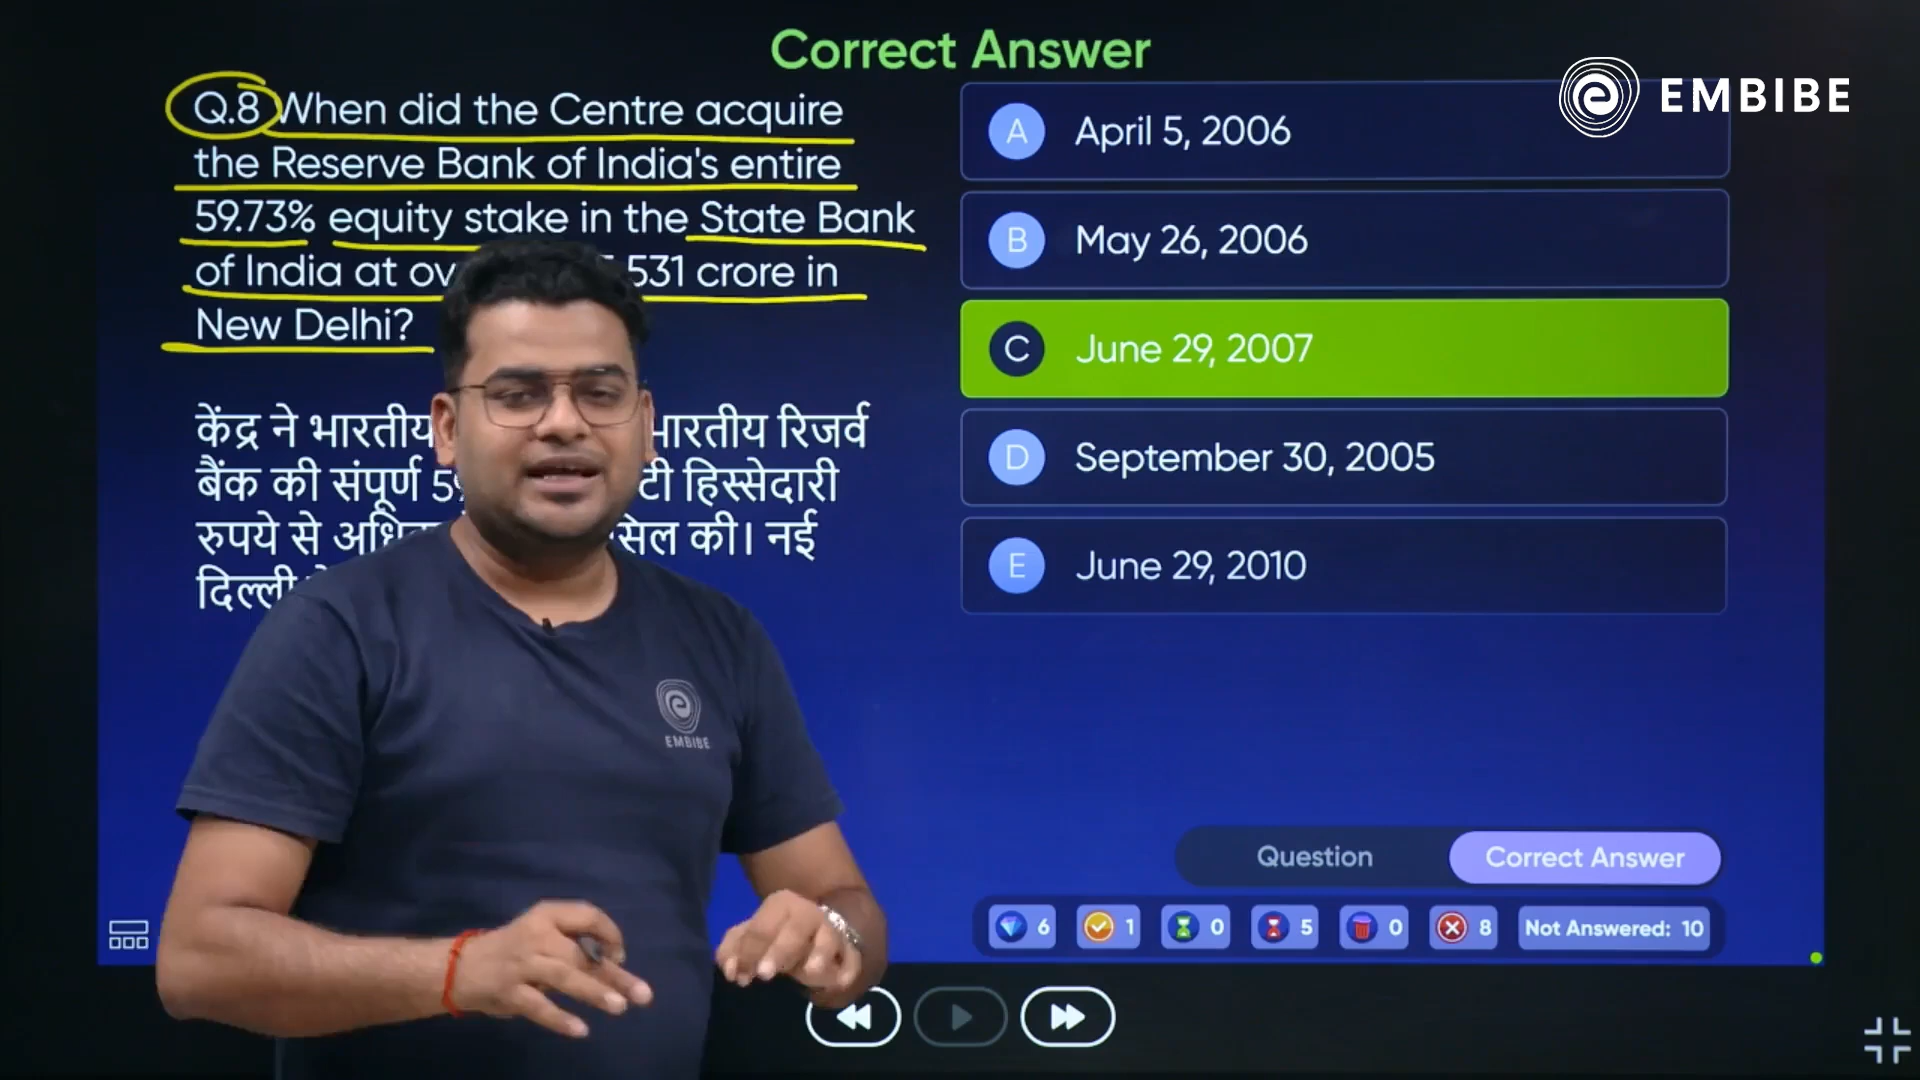 Correct Answer
EMBIBE
Q.8 When did the Centre acquire
the Reserve Bank of India's entire
59.73% equity stake in the State Bank
of India at 531 crore in
New Delhi?
केंद्र ने भारतीय रिजर्व
बैंक की संपूर्ण हिस्सेदारी
रुपये से की। नई
दिल्ली
A April 5, 2006
B May 26, 2006
C June 29, 2007
D September 30, 2005
E June 29, 2010
EMBIBE
Question Correct Answer
6 1 0 5 0 8 Not Answered: 10